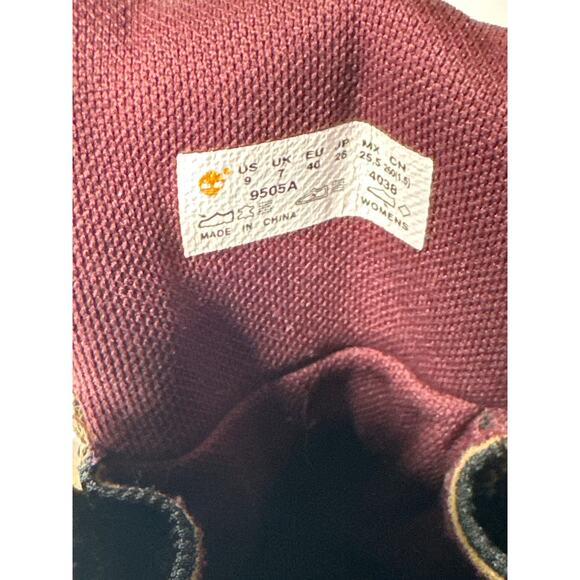 US UK EU JP MX CN
9 7 40 26 25.5 260(1.5)
9505A 4038
MADE IN CHINA WOMENS